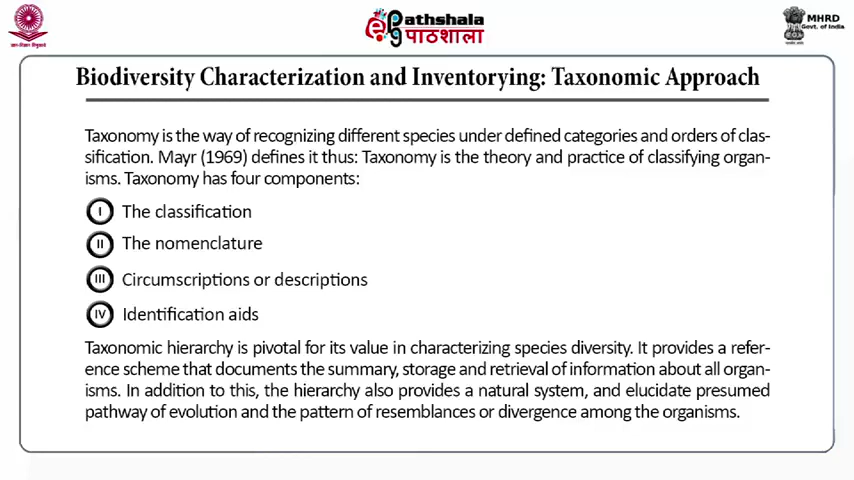 ePathshala
पाठशाला
MHRD
Govt. of India
Biodiversity Characterization and Inventorying: Taxonomic Approach
Taxonomy is the way of recognizing different species under defined categories and orders of clas-
sification. Mayr (1969) defines it thus: Taxonomy is the theory and practice of classifying organ-
isms. Taxonomy has four components:
I The classification
II The nomenclature
III Circumscriptions or descriptions
IV Identification aids
Taxonomic hierarchy is pivotal for its value in characterizing species diversity. It provides a refer-
ence scheme that documents the summary, storage and retrieval of information about all organ-
isms. In addition to this, the hierarchy also provides a natural system, and elucidate presumed
pathway of evolution and the pattern of resemblances or divergence among the organisms.